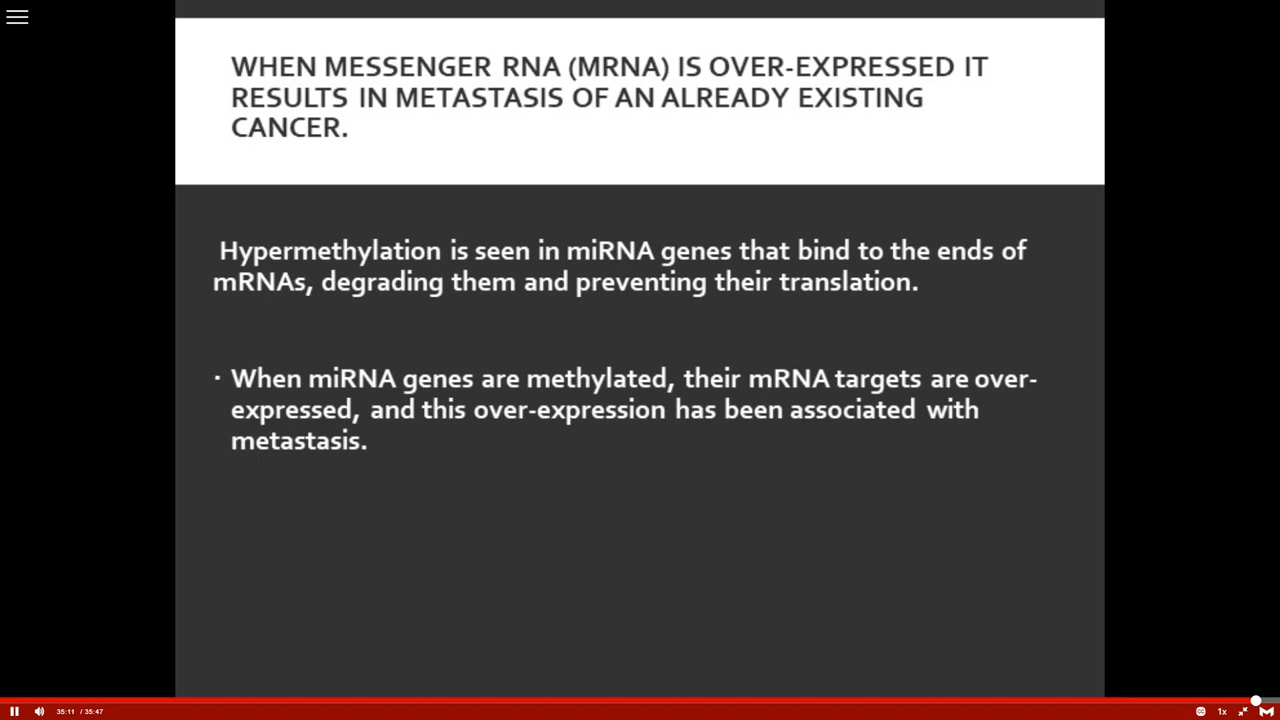 WHEN MESSENGER RNA (MRNA) IS OVER-EXPRESSED IT
RESULTS IN METASTASIS OF AN ALREADY EXISTING
CANCER.
Hypermethylation is seen in miRNA genes that bind to the ends of
mRNAs, degrading them and preventing their translation.
▪ When miRNA genes are methylated, their mRNA targets are over-
expressed, and this over-expression has been associated with
metastasis.
35:11 / 35:47
1x